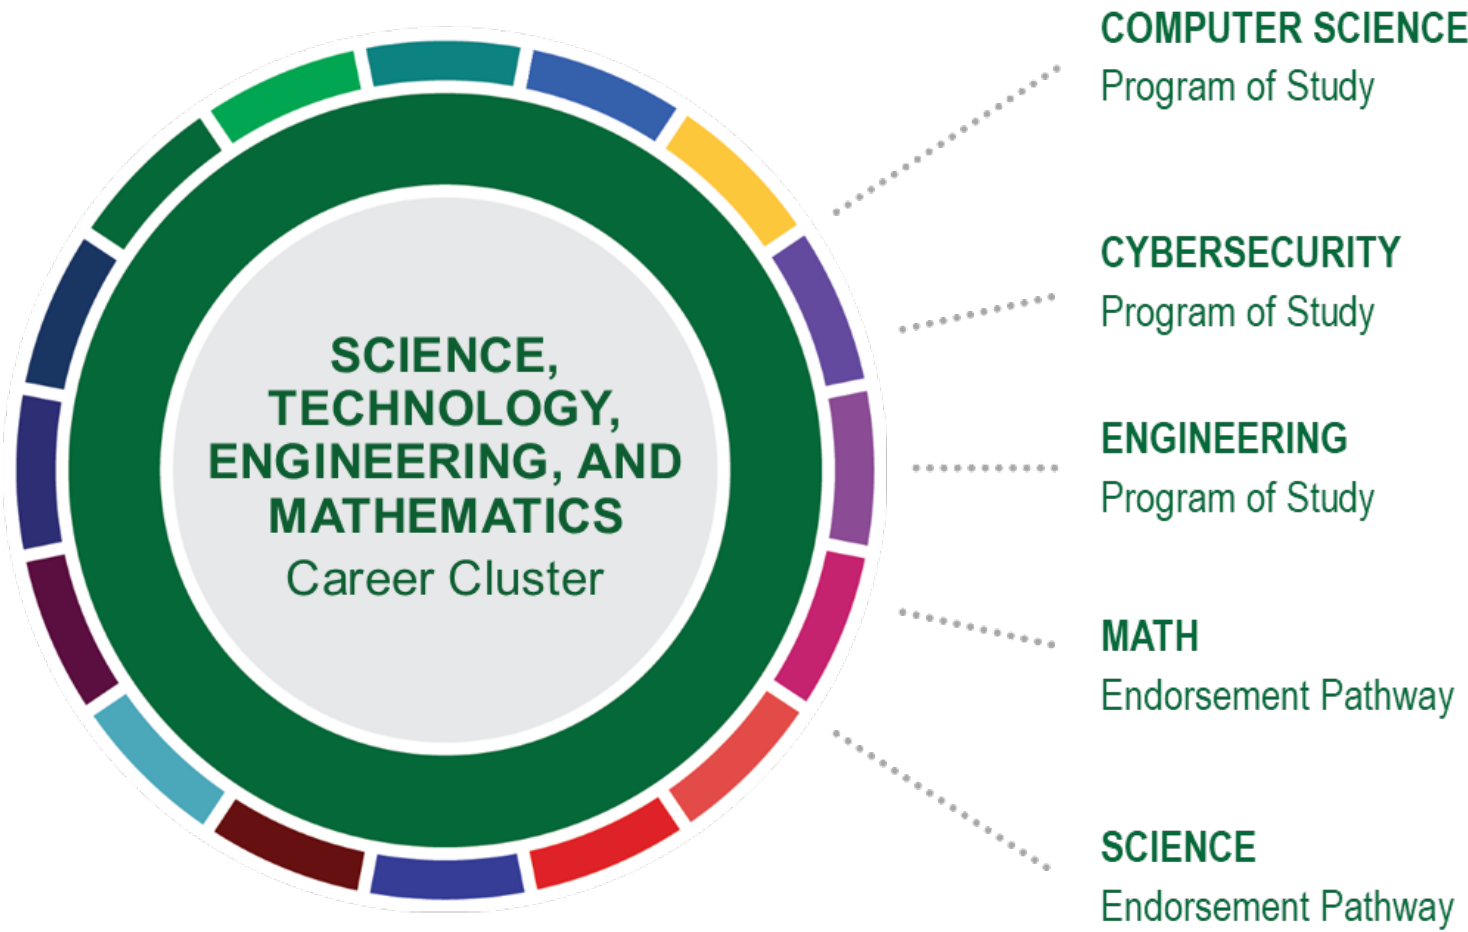 SCIENCE,
TECHNOLOGY,
ENGINEERING, AND
MATHEMATICS
Career Cluster
COMPUTER SCIENCE
Program of Study
CYBERSECURITY
Program of Study
ENGINEERING
Program of Study
MATH
Endorsement Pathway
SCIENCE
Endorsement Pathway